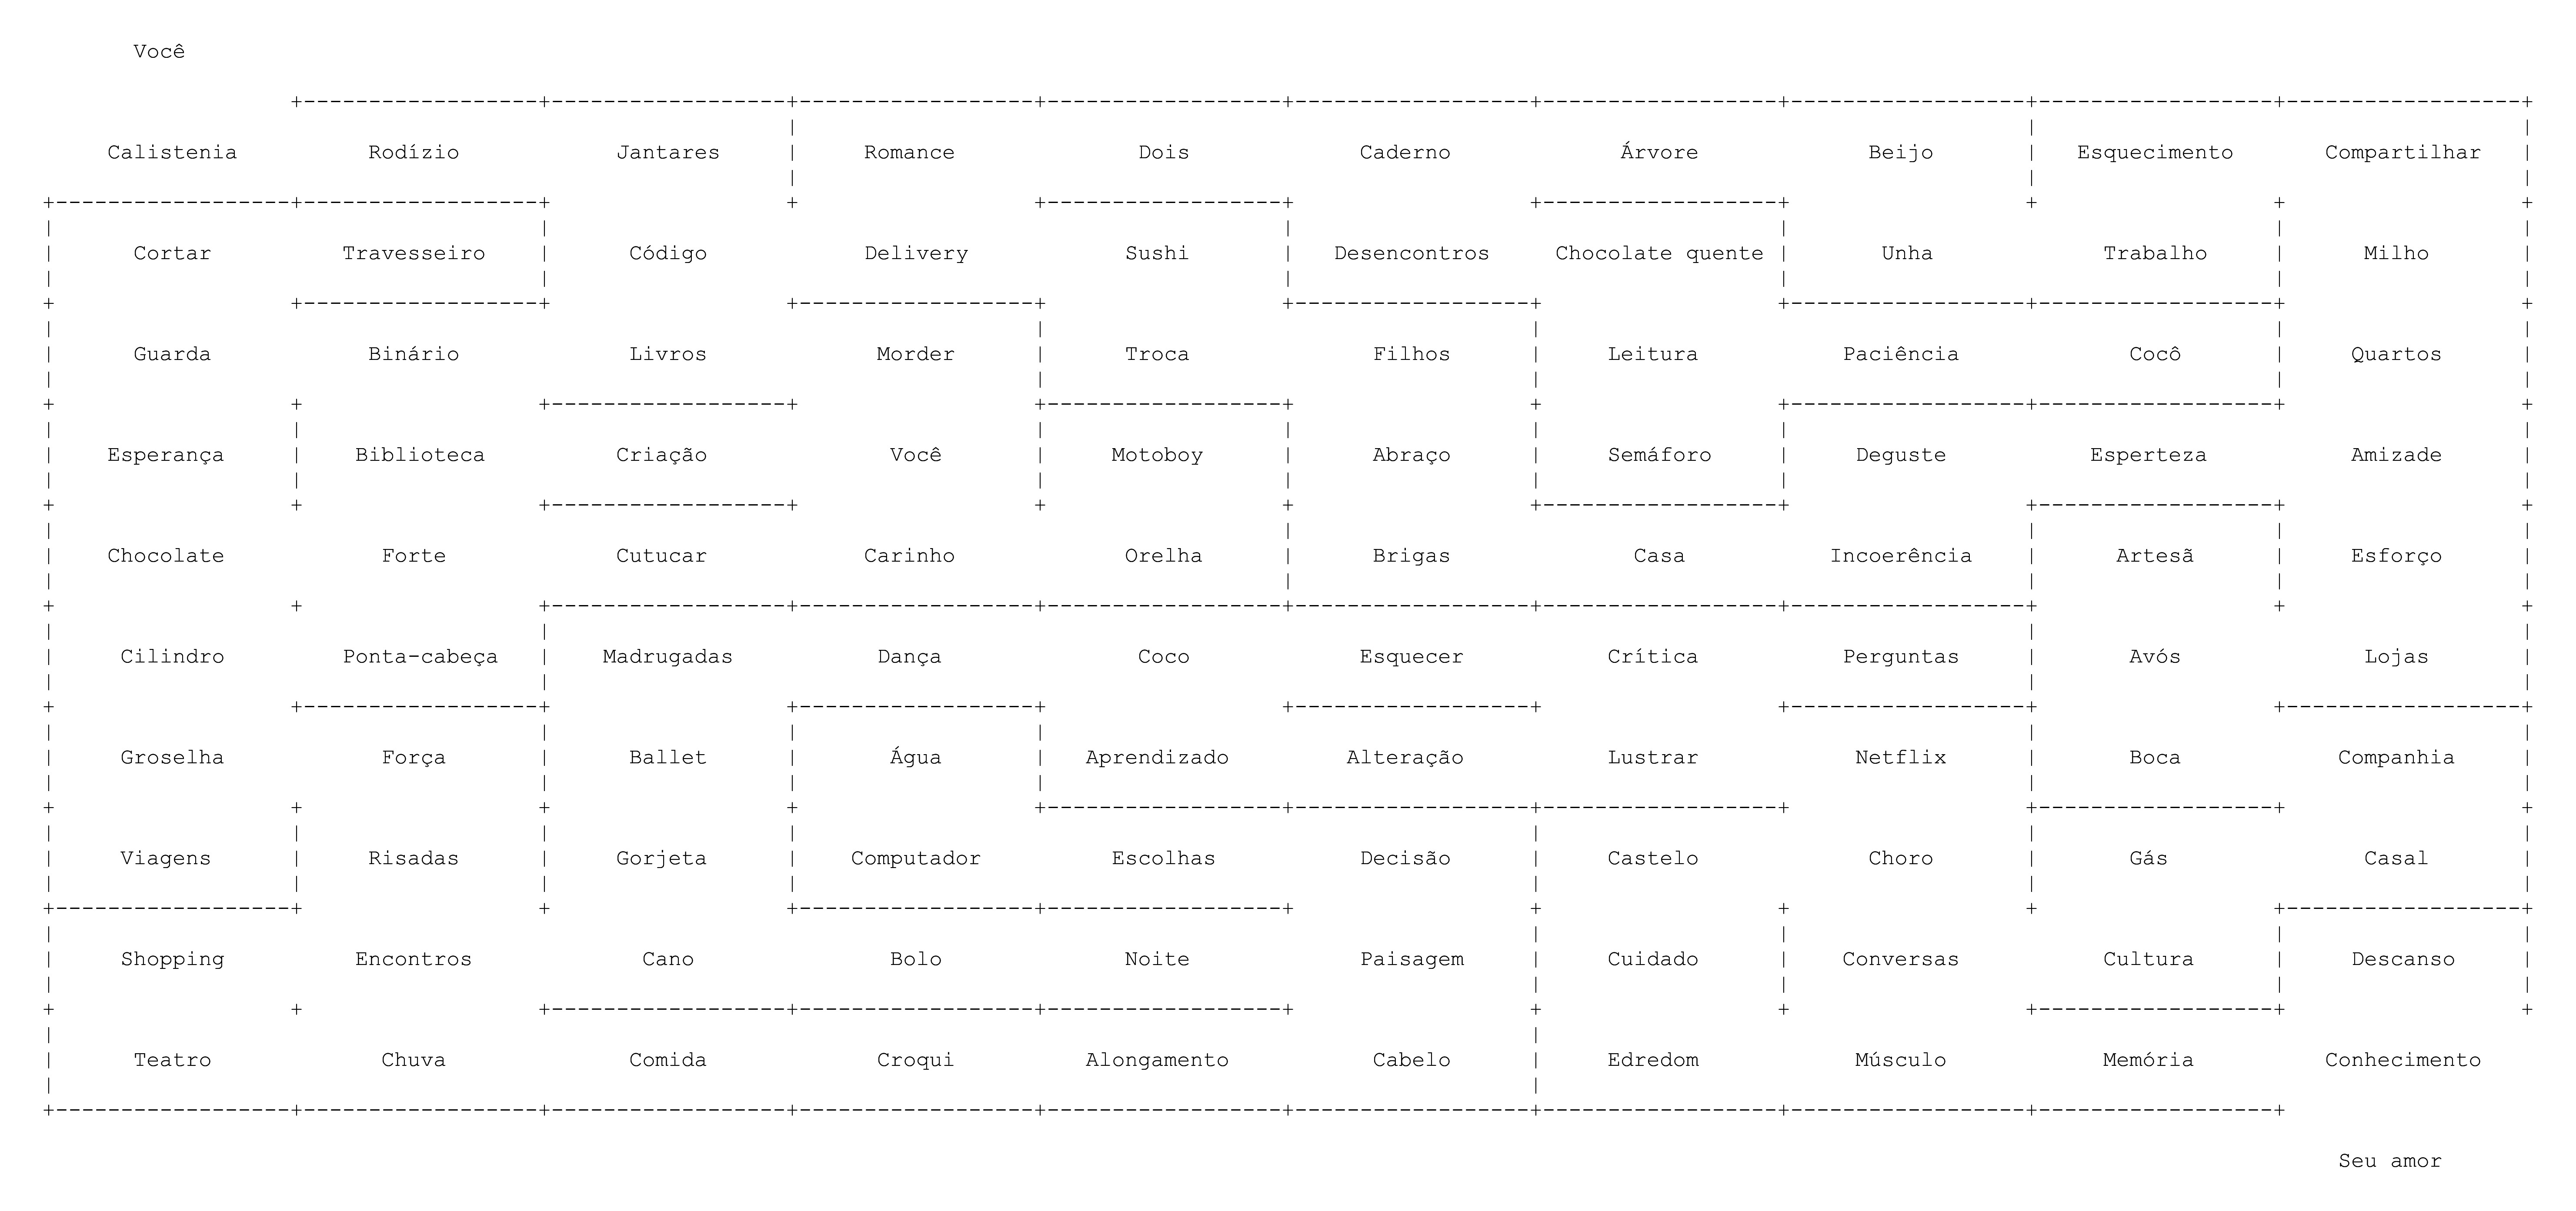 Você
Calistenia Rodízio Jantares Romance Dois Caderno Árvore Beijo Esquecimento Compartilhar
Cortar Travesseiro Código Delivery Sushi Desencontros Chocolate quente Unha Trabalho Milho
Guarda Binário Livros Morder Troca Filhos Leitura Paciência Cocô Quartos
Esperança Biblioteca Criação Você Motoboy Abraço Semáforo Deguste Esperteza Amizade
Chocolate Forte Cutucar Carinho Orelha Brigas Casa Incoerência Artesã Esforço
Cilindro Ponta-cabeça Madrugadas Dança Coco Esquecer Crítica Perguntas Avós Lojas
Groselha Força Ballet Água Aprendizado Alteração Lustrar Netflix Boca Companhia
Viagens Risadas Gorjeta Computador Escolhas Decisão Castelo Choro Gás Casal
Shopping Encontros Cano Bolo Noite Paisagem Cuidado Conversas Cultura Descanso
Teatro Chuva Comida Croqui Alongamento Cabelo Edredom Músculo Memória Conhecimento
Seu amor